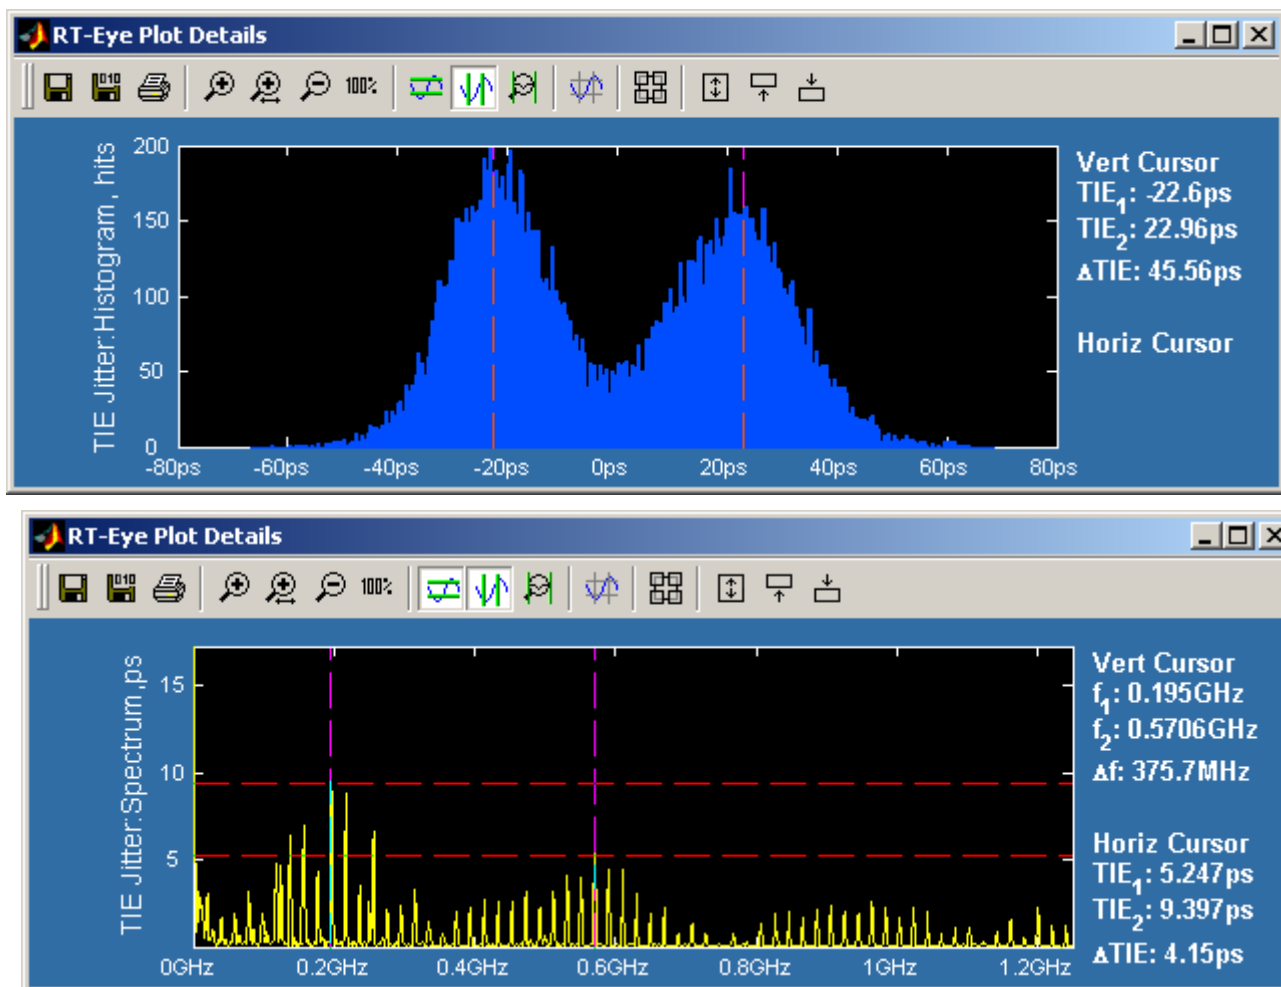 RT-Eye Plot Details
010
100%
TIE Jitter:Histogram, hits
200
150
100
50
0
-80ps -60ps -40ps -20ps 0ps 20ps 40ps 60ps 80ps
Vert Cursor
TIE1: -22.6ps
TIE2: 22.96ps
ΔTIE: 45.56ps
Horiz Cursor
RT-Eye Plot Details
010
100%
TIE Jitter:Spectrum,ps
15
10
5
0GHz 0.2GHz 0.4GHz 0.6GHz 0.8GHz 1GHz 1.2GHz
Vert Cursor
f1: 0.195GHz
f2: 0.5706GHz
Δf: 375.7MHz
Horiz Cursor
TIE1: 5.247ps
TIE2: 9.397ps
ΔTIE: 4.15ps